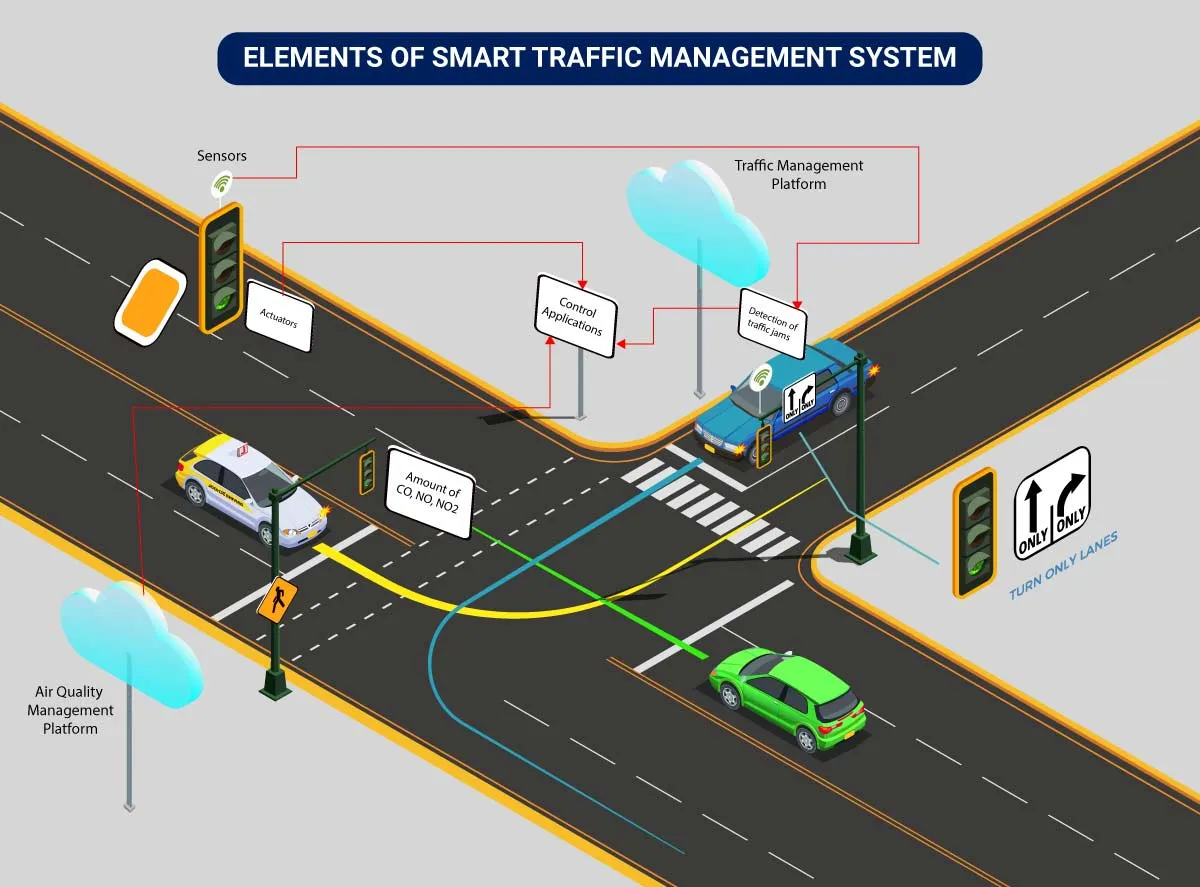 ELEMENTS OF SMART TRAFFIC MANAGEMENT SYSTEM
Sensors
Traffic Management
Platform
Actuators
Control
Applications
Detection of
traffic jams
ONLY ONLY
Amount of
CO, NO, NO2
ONLY ONLY
TURN ONLY LANES
Air Quality
Management
Platform